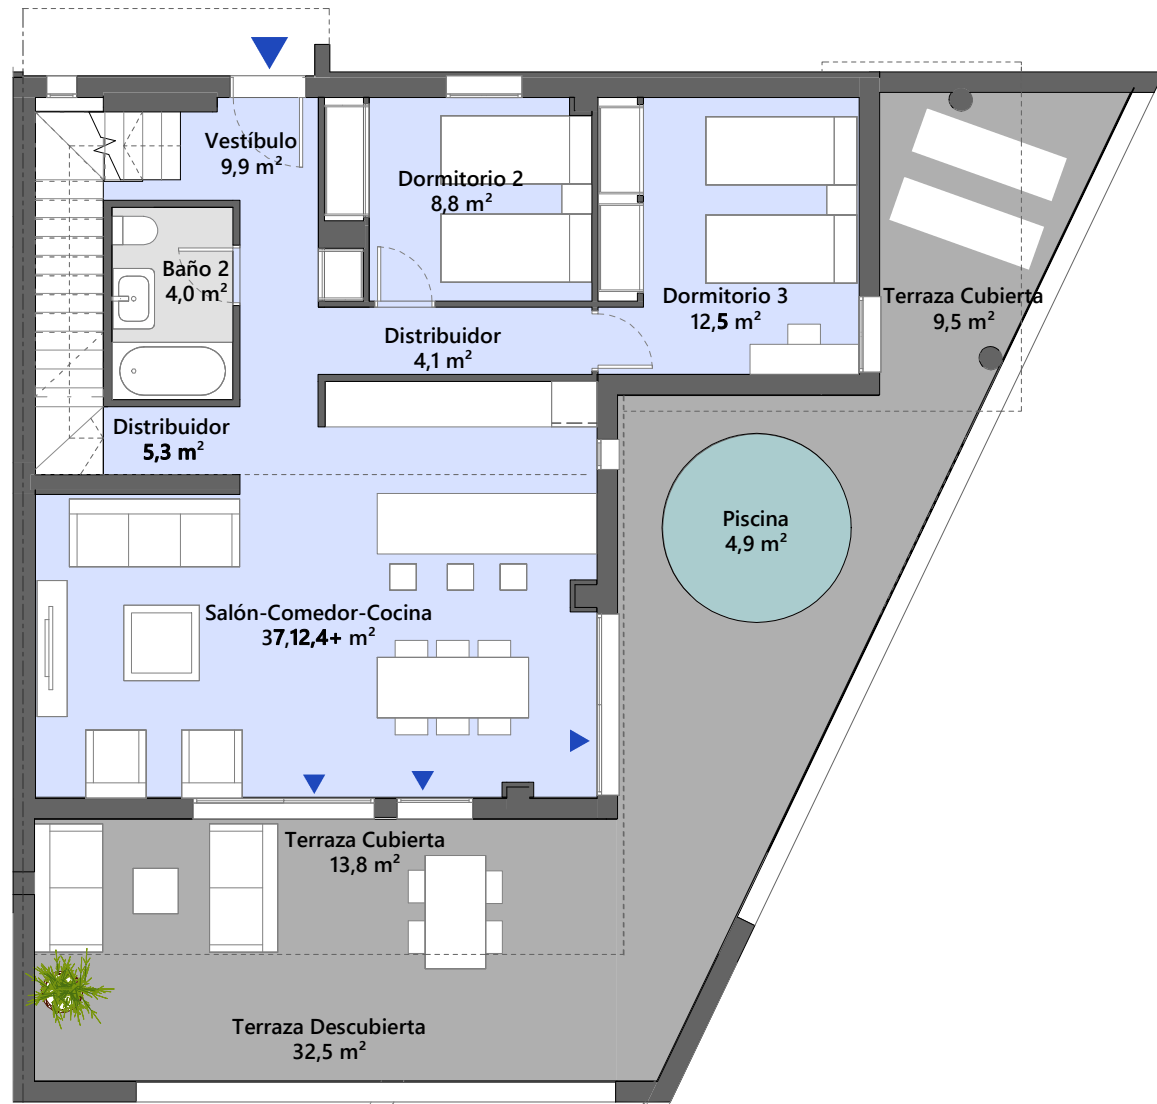 Vestíbulo
9,9 m²
Dormitorio 2
8,8 m²
Baño 2
4,0 m²
Dormitorio 3
12,5 m²
Terraza Cubierta
9,5 m²
Distribuidor
4,1 m²
Distribuidor
5,3 m²
Piscina
4,9 m²
Salón-Comedor-Cocina
37,12,4+ m²
Terraza Cubierta
13,8 m²
Terraza Descubierta
32,5 m²